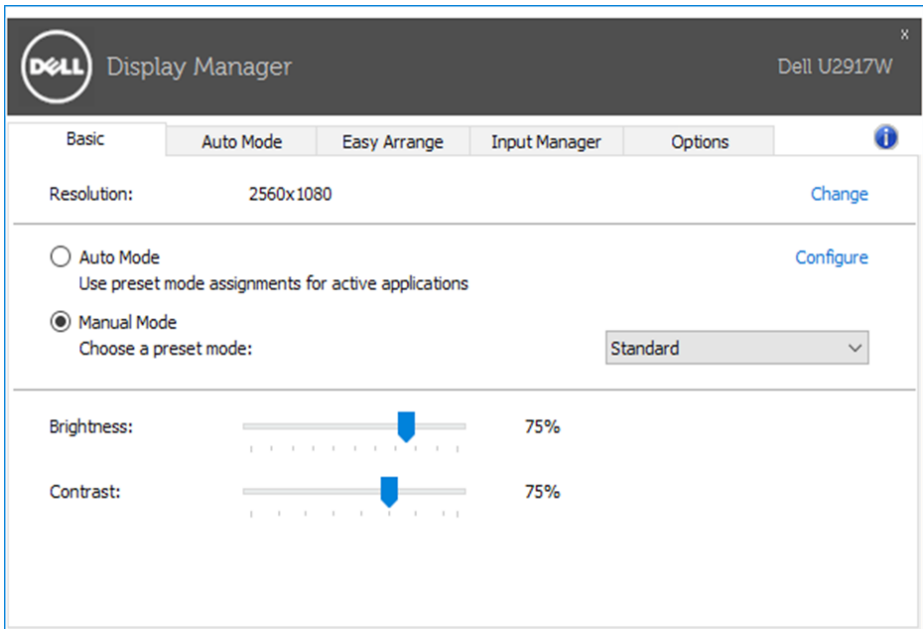 DELL Display Manager x
Dell U2917W
Basic Auto Mode Easy Arrange Input Manager Options i
Resolution: 2560x1080 Change
Auto Mode Configure
Use preset mode assignments for active applications
Manual Mode
Choose a preset mode: Standard
Brightness: 75%
Contrast: 75%